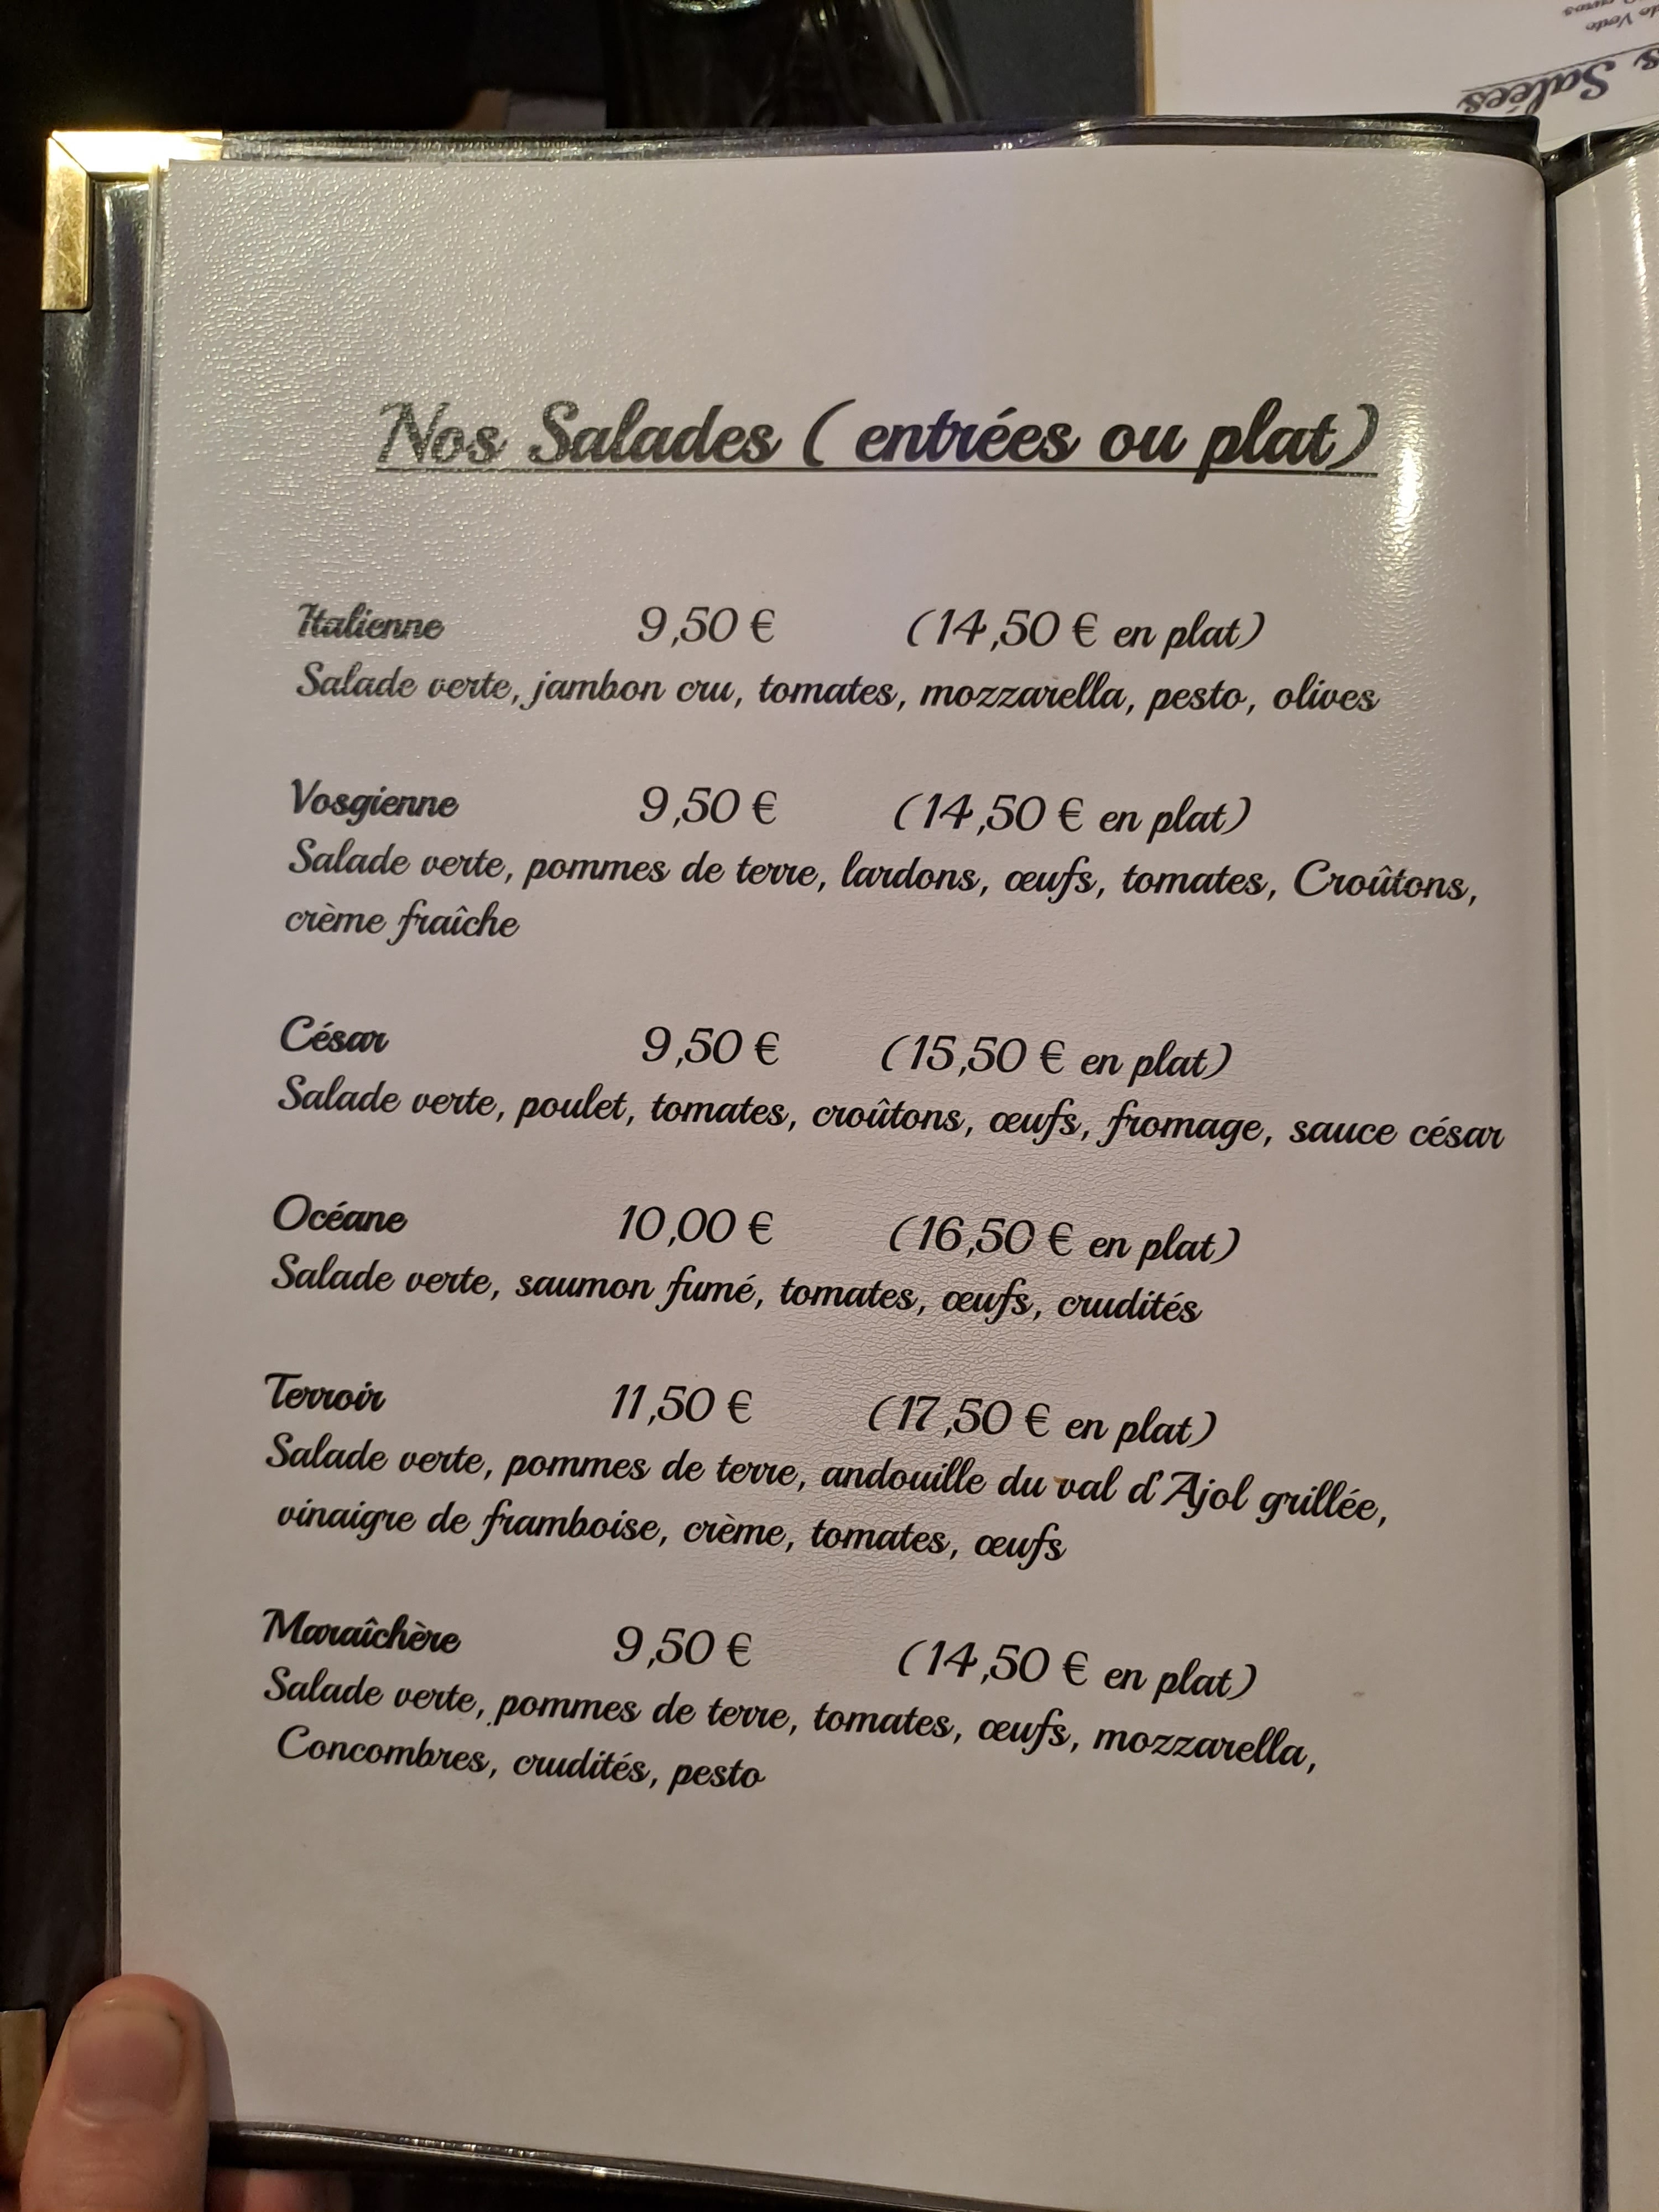 Salées
Nos Salades ( entrées ou plat)
Italienne 9,50 € (14,50 € en plat)
Salade verte, jambon cru, tomates, mozzarella, pesto, olives
Vosgienne 9,50 € (14,50 € en plat)
Salade verte, pommes de terre, lardons, œufs, tomates, Croûtons,
crème fraîche
César 9,50 € (15,50 € en plat)
Salade verte, poulet, tomates, croûtons, œufs, fromage, sauce césar
Océane 10,00 € (16,50 € en plat)
Salade verte, saumon fumé, tomates, œufs, crudités
Terroir 11,50 € (17,50 € en plat)
Salade verte, pommes de terre, andouille du val d'Ajol grillée,
vinaigre de framboise, crème, tomates, œufs
Maraîchère 9,50 € (14,50 € en plat)
Salade verte, pommes de terre, tomates, œufs, mozzarella,
Concombres, crudités, pesto